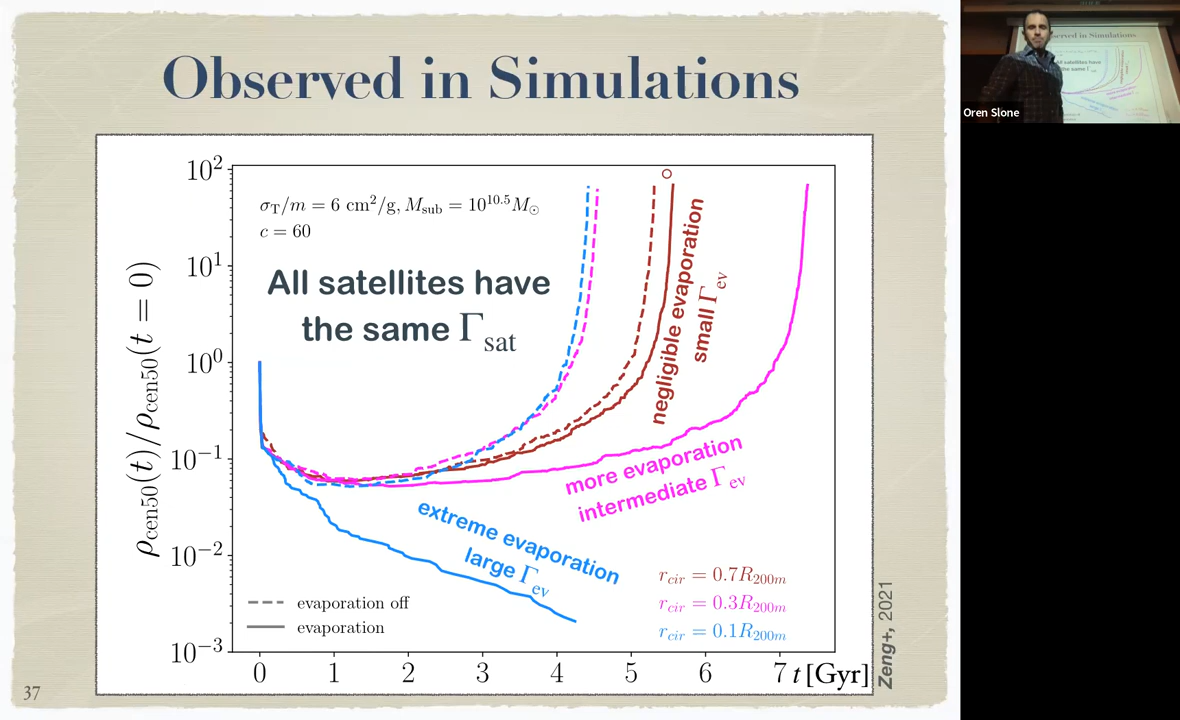 Observed in Simulations
10²
10¹
10⁰
10⁻¹
10⁻²
10⁻³
ρcen50(t)/ρcen50(t = 0)
σT/m = 6 cm²/g, Msub = 10^10.5 M⊙
c = 60
All satellites have
the same Γsat
negligible evaporation
small Γev
more evaporation
intermediate Γev
extreme evaporation
large Γev
rcir = 0.7R200m
rcir = 0.3R200m
rcir = 0.1R200m
evaporation off
evaporation
0 1 2 3 4 5 6 7 t [Gyr]
Zeng+, 2021
37
Oren Slone